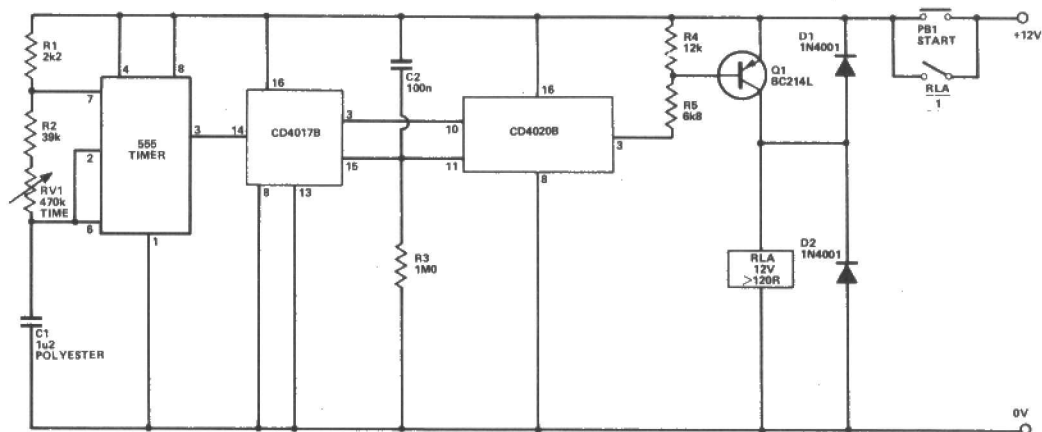 R1
2k2
4
8
7
R2
39k
2
RV1
470k
TIME
6
555
TIMER
3
1
C1
1u2
POLYESTER
16
14
CD4017B
3
15
8
13
C2
100n
R3
1M0
16
10
CD4020B
11
3
8
R4
12k
R5
6k8
Q1
BC214L
D1
1N4001
PB1
START
RLA
1
+12V
RLA
12V
>120R
D2
1N4001
0V